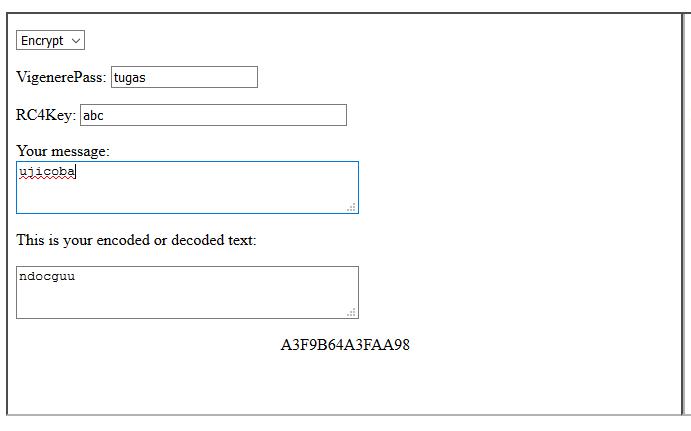 Encrypt
VigenerePass: tugas
RC4Key: abc
Your message:
ujicoba
This is your encoded or decoded text:
ndocguu
A3F9B64A3FAA98